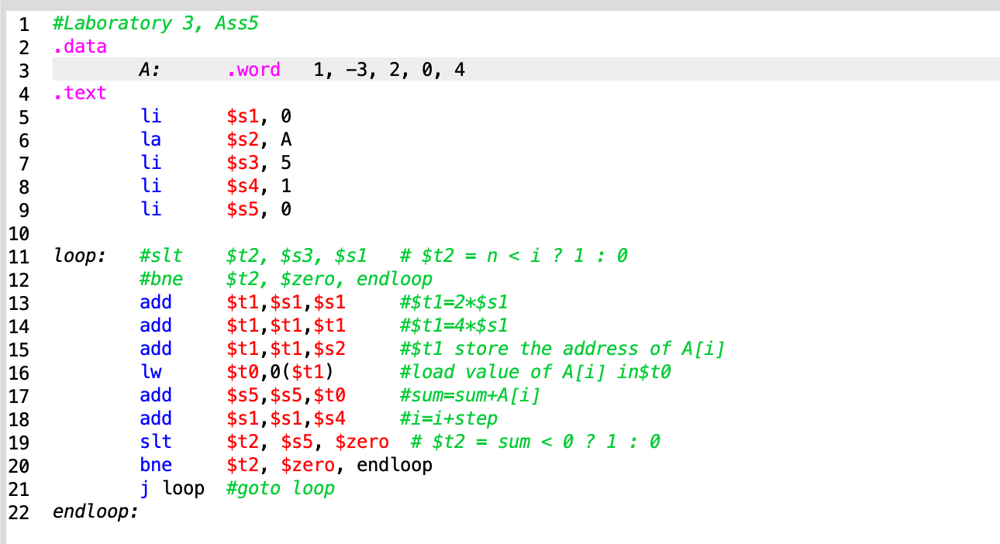 1 #Laboratory 3, Ass5
2 .data
3 A: .word 1, -3, 2, 0, 4
4 .text
5 li $s1, 0
6 la $s2, A
7 li $s3, 5
8 li $s4, 1
9 li $s5, 0
10
11 loop: #slt $t2, $s3, $s1 # $t2 = n < i ? 1 : 0
12 #bne $t2, $zero, endloop
13 add $t1,$s1,$s1 #$t1=2*$s1
14 add $t1,$t1,$t1 #$t1=4*$s1
15 add $t1,$t1,$s2 #$t1 store the address of A[i]
16 lw $t0,0($t1) #load value of A[i] in$t0
17 add $s5,$s5,$t0 #sum=sum+A[i]
18 add $s1,$s1,$s4 #i=i+step
19 slt $t2, $s5, $zero # $t2 = sum < 0 ? 1 : 0
20 bne $t2, $zero, endloop
21 j loop #goto loop
22 endloop: